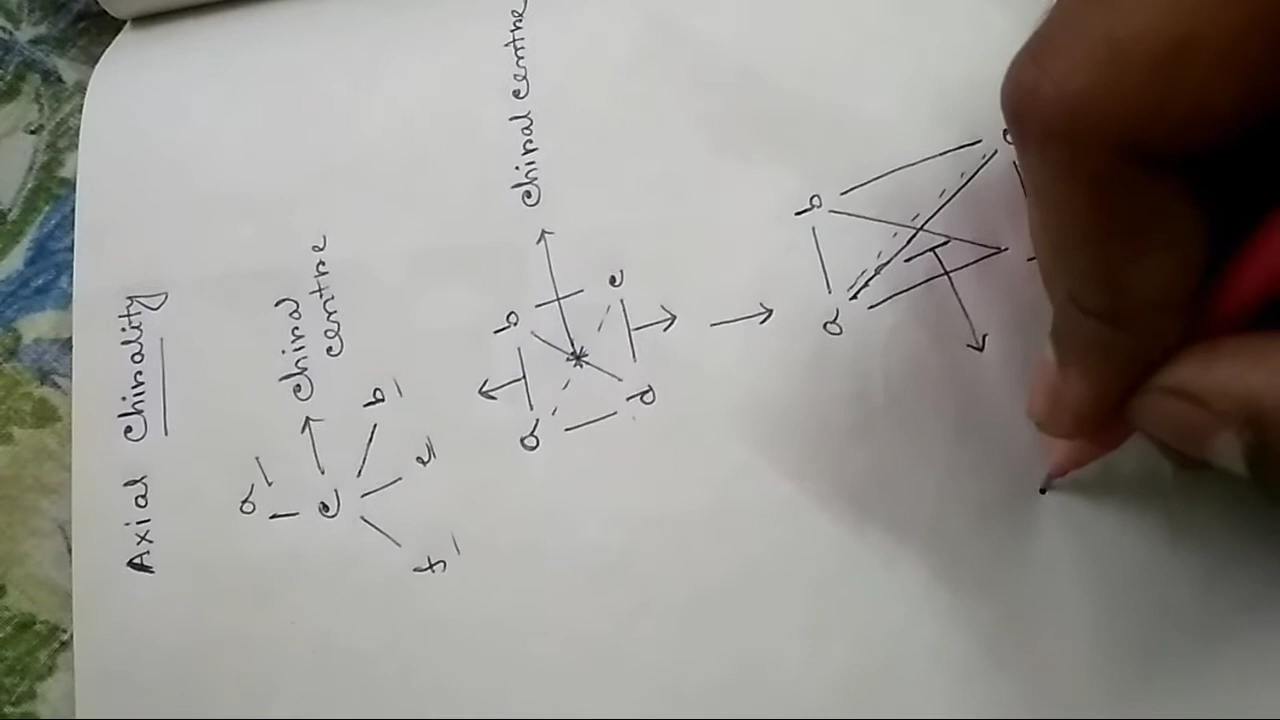 Axial Chirality
a
c → Chiral
centre
b
e
f
a b → Chiral centre
d c
a b